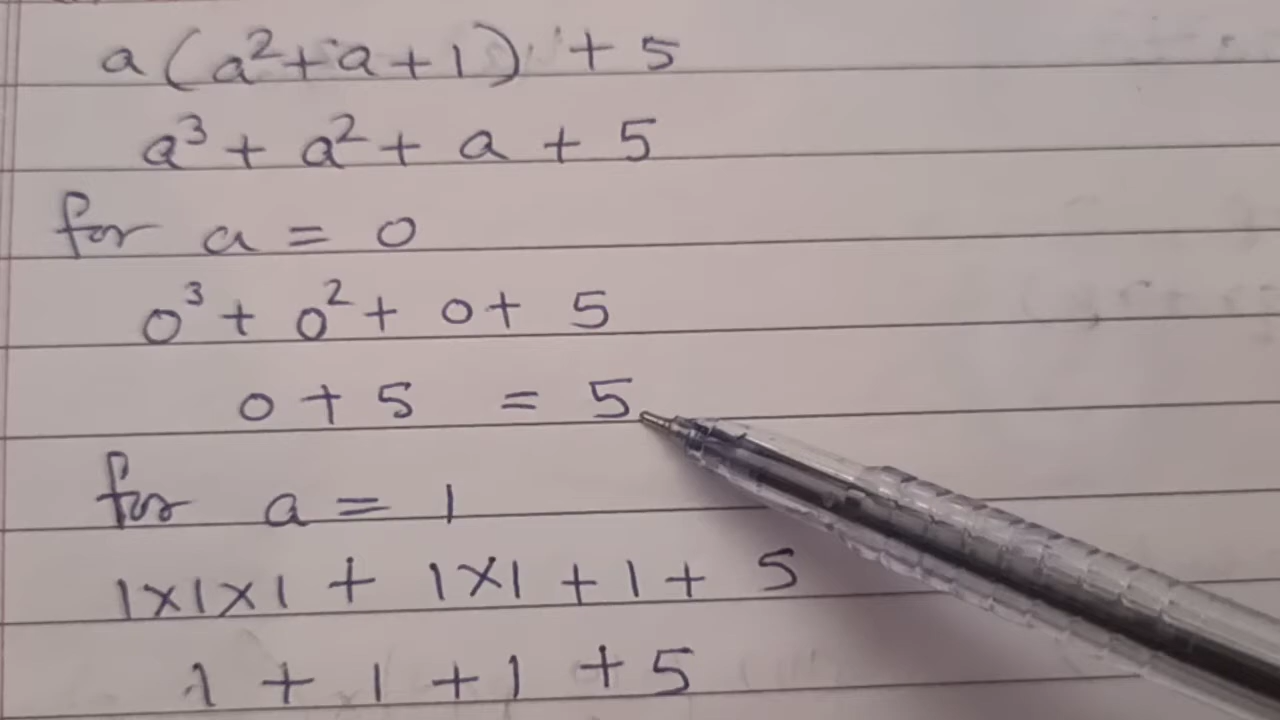 a(a²+a+1) + 5
a³ + a² + a + 5
for a = 0
0³ + 0² + 0 + 5
0 + 5 = 5
for a = 1
1×1×1 + 1×1 + 1 + 5
1 + 1 + 1 + 5